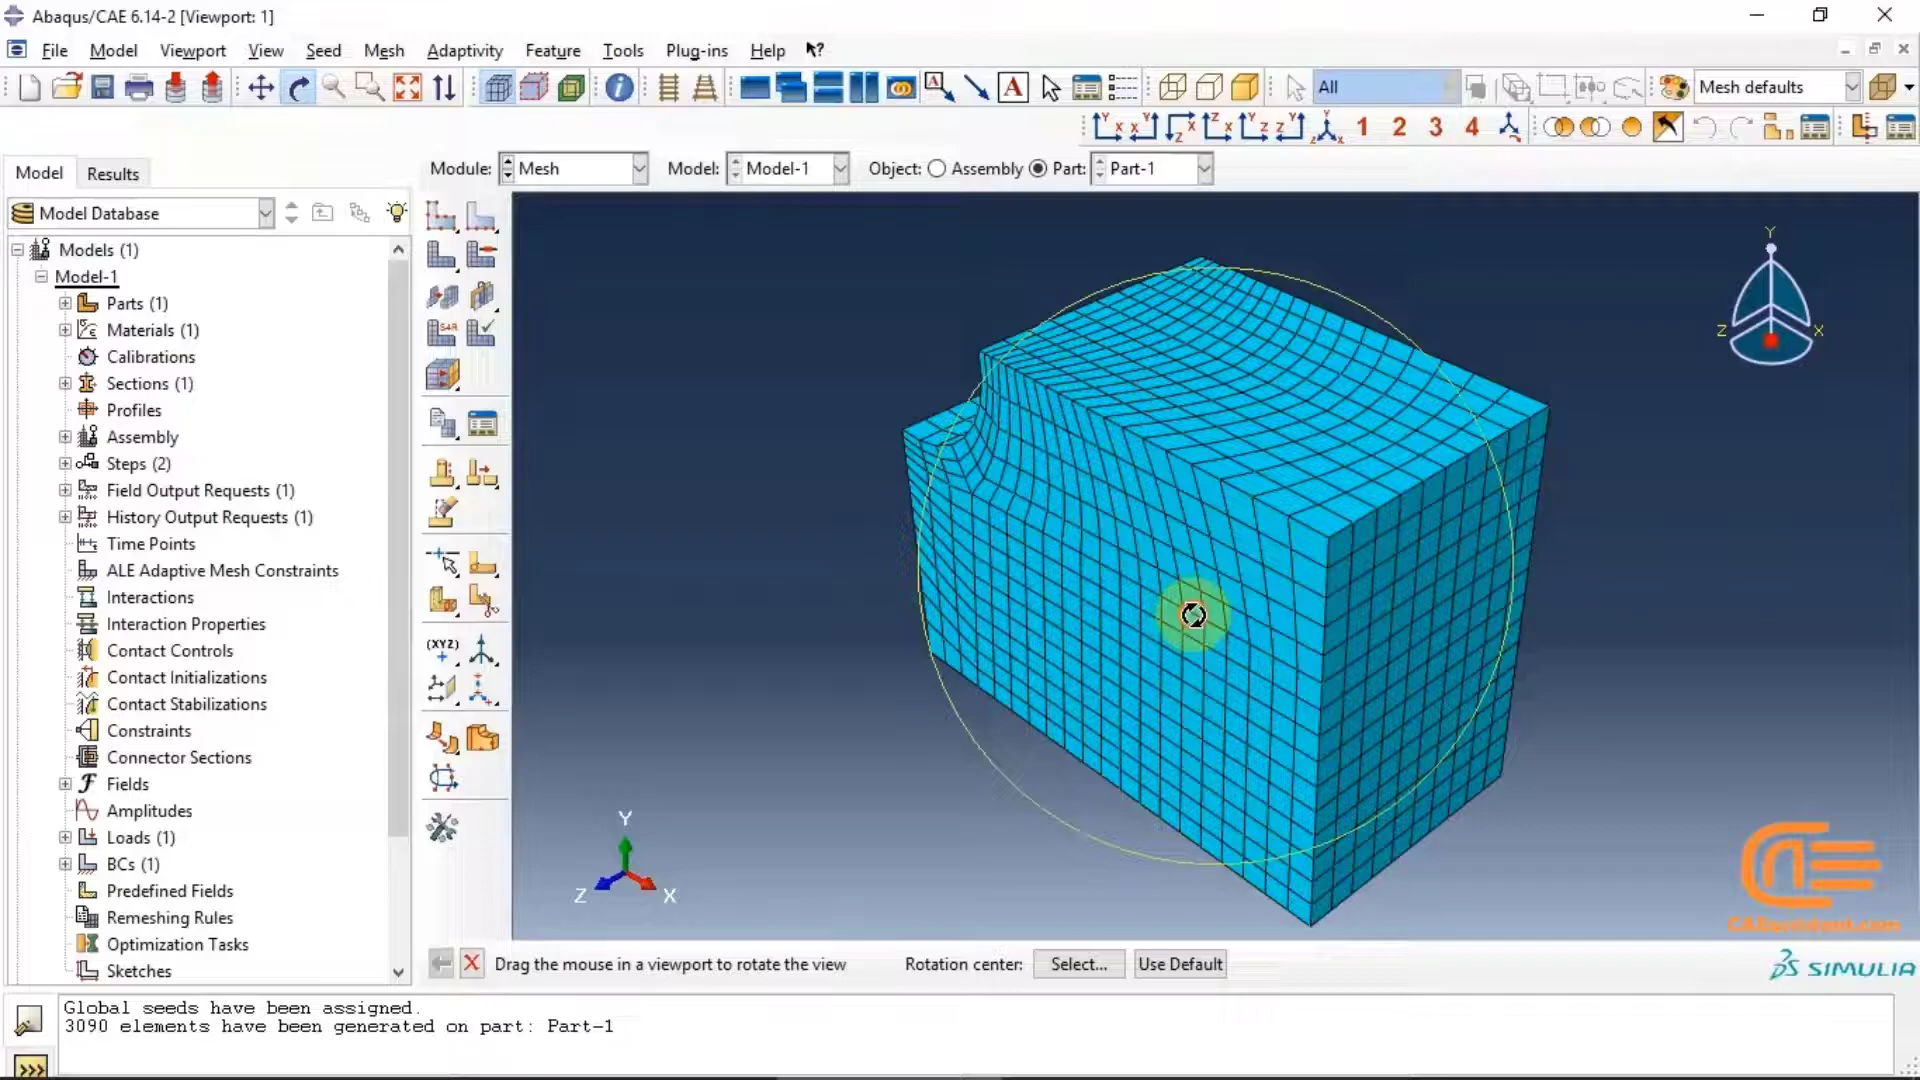 Abaqus/CAE 6.14-2 [Viewport: 1]
File Model Viewport View Seed Mesh Adaptivity Feature Tools Plug-ins Help
A A All Mesh defaults
Y X X Y Z X Z X Y Z Z Y 1 2 3 4
Model Results
Module: Mesh Model: Model-1 Object: Assembly Part: Part-1
Model Database
Models (1)
Model-1
Parts (1)
Materials (1)
Calibrations
Sections (1)
Profiles
Assembly
Steps (2)
Field Output Requests (1)
History Output Requests (1)
Time Points
ALE Adaptive Mesh Constraints
Interactions
Interaction Properties
Contact Controls
Contact Initializations
Contact Stabilizations
Constraints
Connector Sections
Fields
Amplitudes
Loads (1)
BCs (1)
Predefined Fields
Remeshing Rules
Optimization Tasks
Sketches
S4R
(XYZ)
Y
Z X
Y
Z X
CAEassistant.com
Drag the mouse in a viewport to rotate the view Rotation center: Select... Use Default
SIMULIA
Global seeds have been assigned.
3090 elements have been generated on part: Part-1
>>>